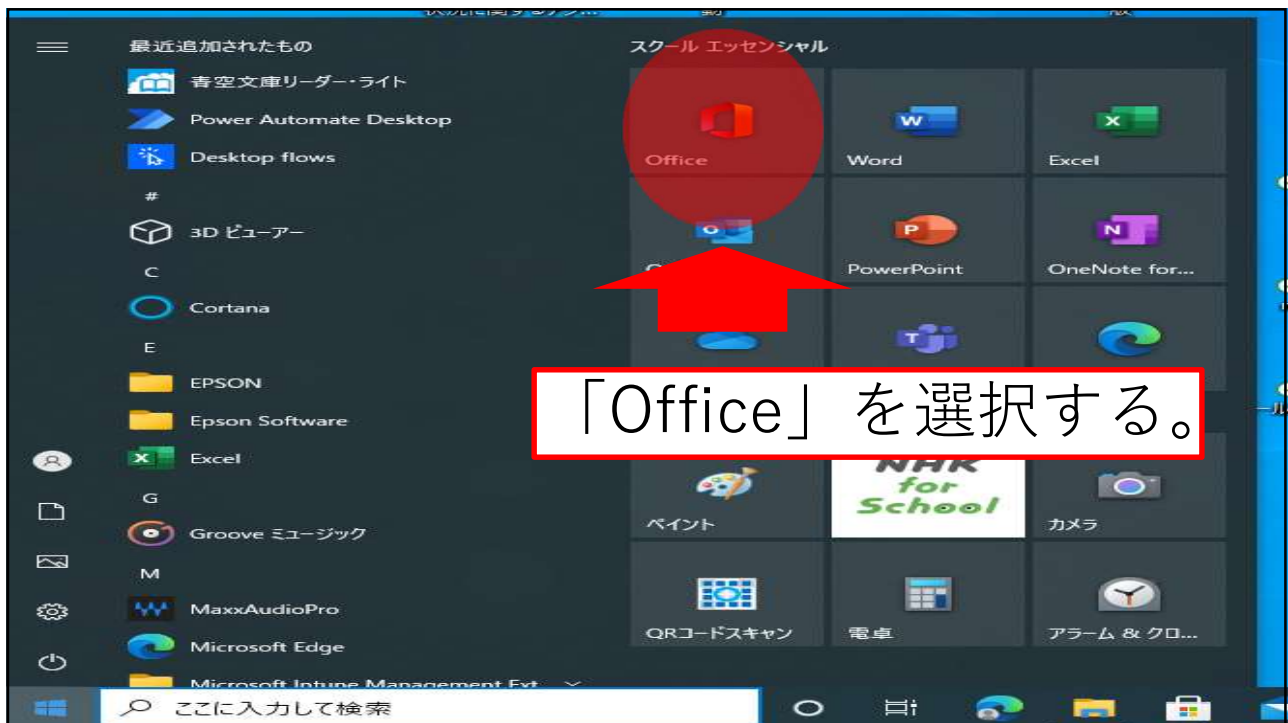 最近追加されたもの
青空文庫リーダー・ライト
Power Automate Desktop
Desktop flows
#
3D ビューアー
C
Cortana
E
EPSON
Epson Software
Excel
G
Groove ミュージック
M
MaxxAudioPro
Microsoft Edge
Microsoft Intune Management Ext
スクール エッセンシャル
Office
Word
Excel
PowerPoint
OneNote for...
「Office」を選択する。
ペイント
NHK
for
School
カメラ
QRコードスキャン
電卓
アラーム & クロ...
ここに入力して検索